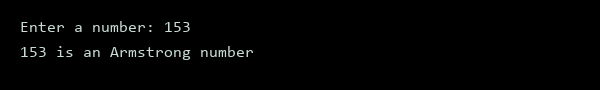 Enter a number: 153
153 is an Armstrong number